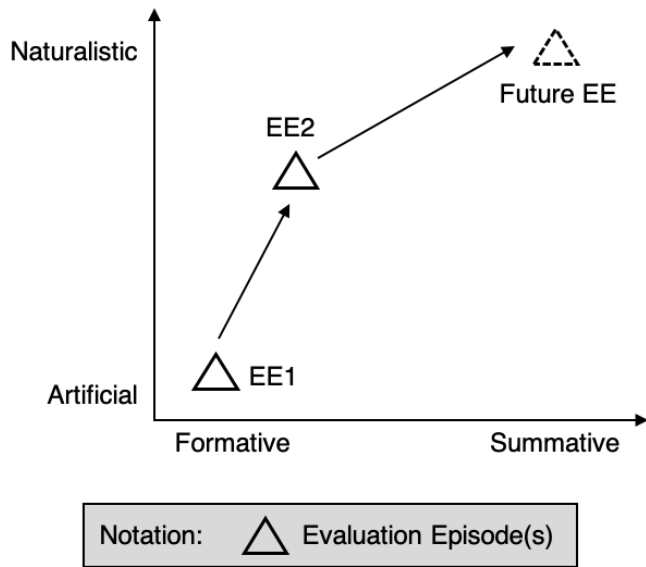 Naturalistic
Future EE
EE2
EE1
Artificial
Formative
Summative
Notation: Evaluation Episode(s)